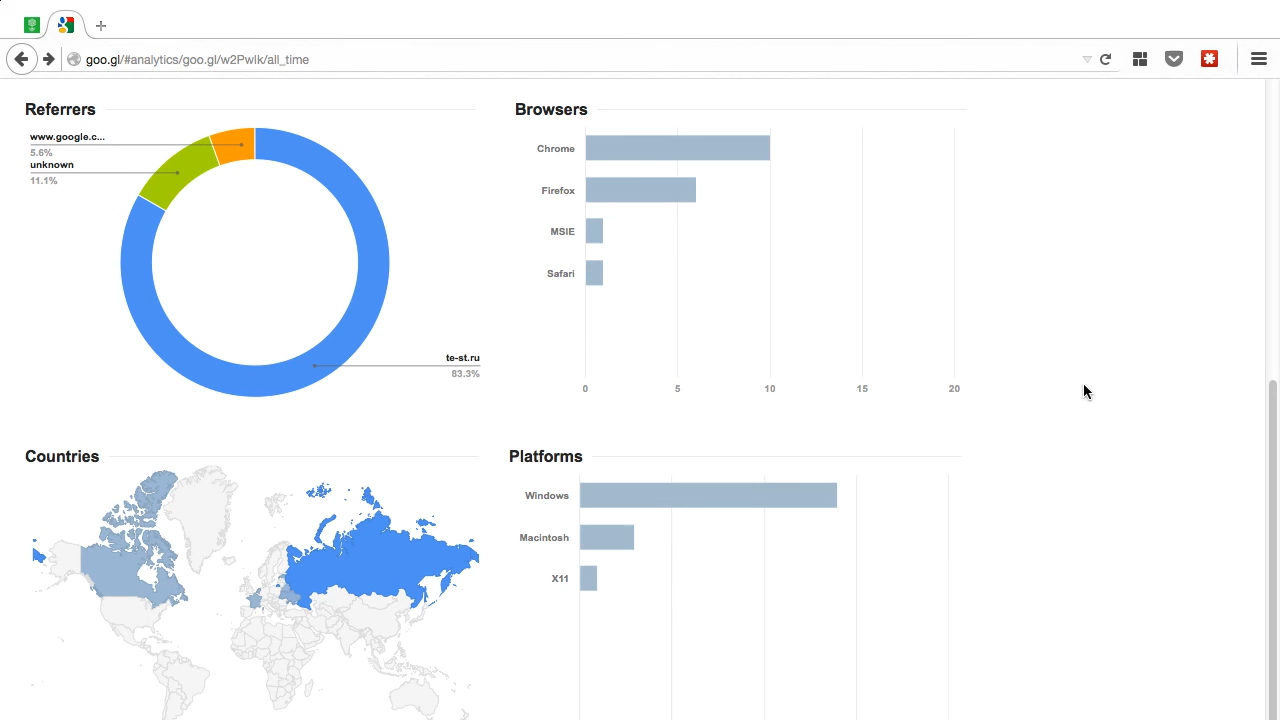 goo.gl/#analytics/goo.gl/w2Pwlk/all_time
Referrers
www.google.c...
5.6%
unknown
11.1%
te-st.ru
83.3%
Browsers
Chrome
Firefox
MSIE
Safari
0 5 10 15 20
Countries
Platforms
Windows
Macintosh
X11